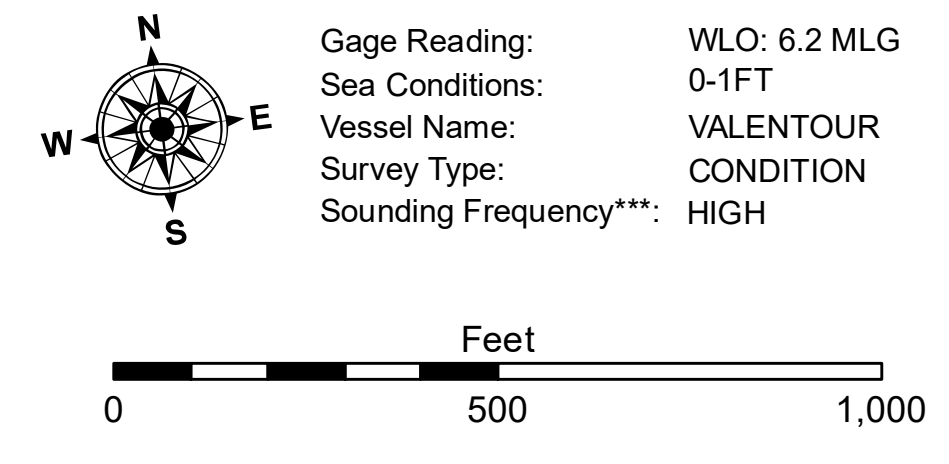 N
W E
S
Gage Reading: WLO: 6.2 MLG
Sea Conditions: 0-1FT
Vessel Name: VALENTOUR
Survey Type: CONDITION
Sounding Frequency***: HIGH
Feet
0 500 1,000